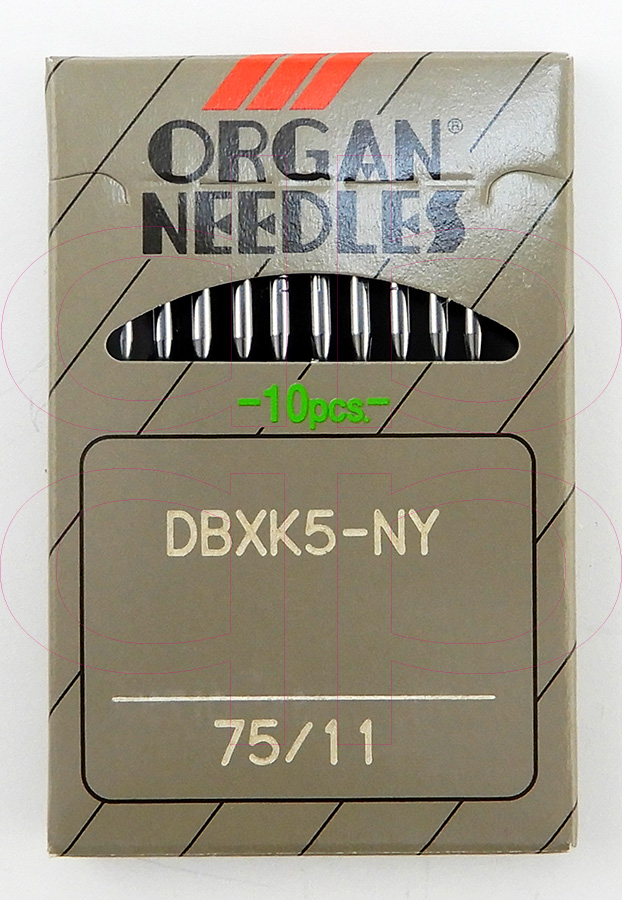 ORGAN®
NEEDLES
-10pcs.-
DBXK5-NY
75/11